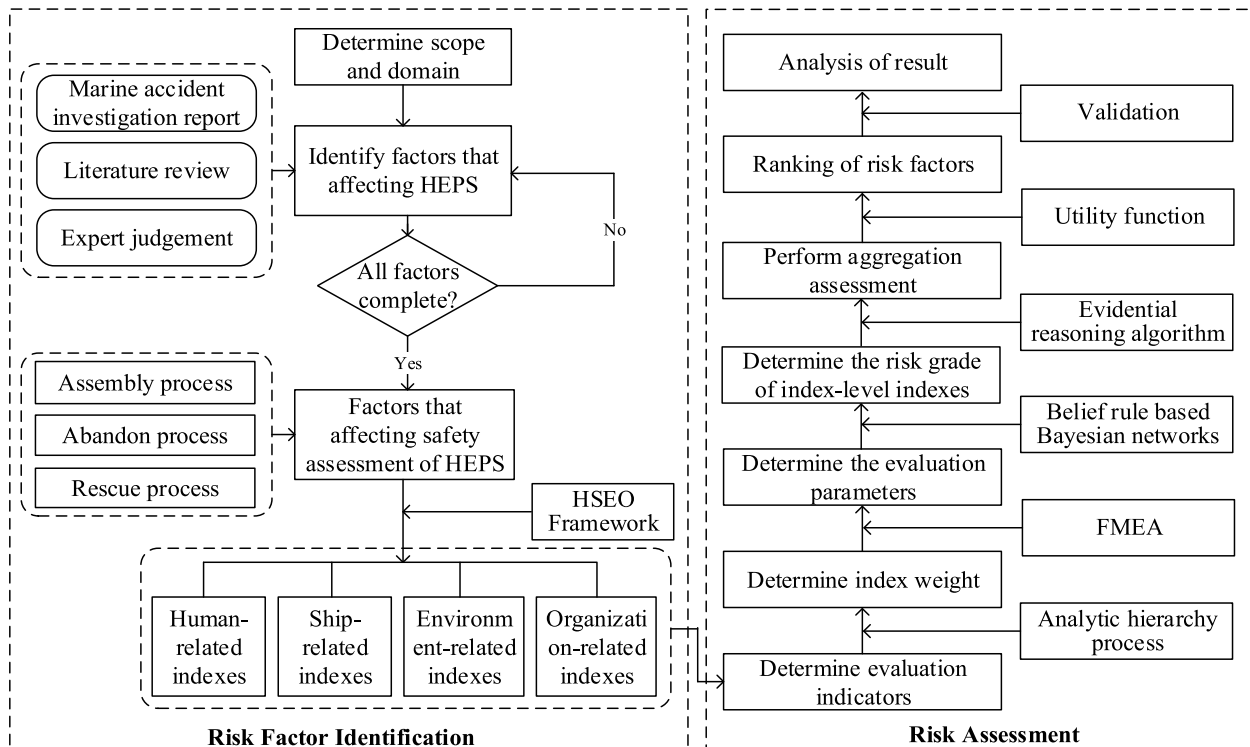 Determine scope
and domain
Marine accident
investigation report
Literature review
Expert judgement
Identify factors that
affecting HEPS
No
All factors
complete?
Yes
Assembly process
Abandon process
Rescue process
Factors that
affecting safety
assessment of HEPS
HSEO
Framework
Human-
related
indexes
Ship-
related
indexes
Environm
ent-related
indexes
Organizati
on-related
indexes
Risk Factor Identification
Analysis of result
Validation
Ranking of risk factors
Utility function
Perform aggregation
assessment
Evidential
reasoning algorithm
Determine the risk grade
of index-level indexes
Belief rule based
Bayesian networks
Determine the evaluation
parameters
FMEA
Determine index weight
Analytic hierarchy
process
Determine evaluation
indicators
Risk Assessment